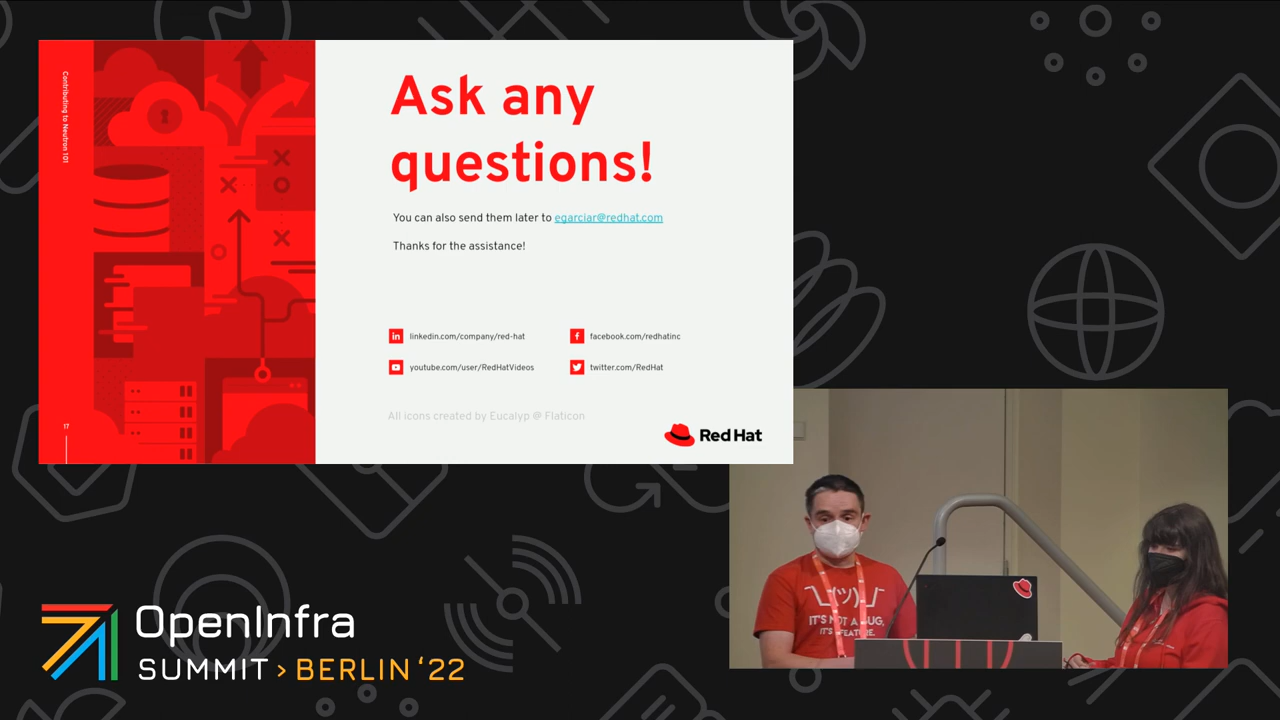 Contributing to Neutron 101
Ask any
questions!
You can also send them later to egarciar@redhat.com
Thanks for the assistance!
linkedin.com/company/red-hat
facebook.com/redhatinc
youtube.com/user/RedHatVideos
twitter.com/RedHat
All icons created by Eucalyp @ Flaticon
17
Red Hat
¯\_(ツ)_/¯
IT'S NOT A BUG,
IT'S A FEATURE.
OpenInfra
SUMMIT > BERLIN ‘22